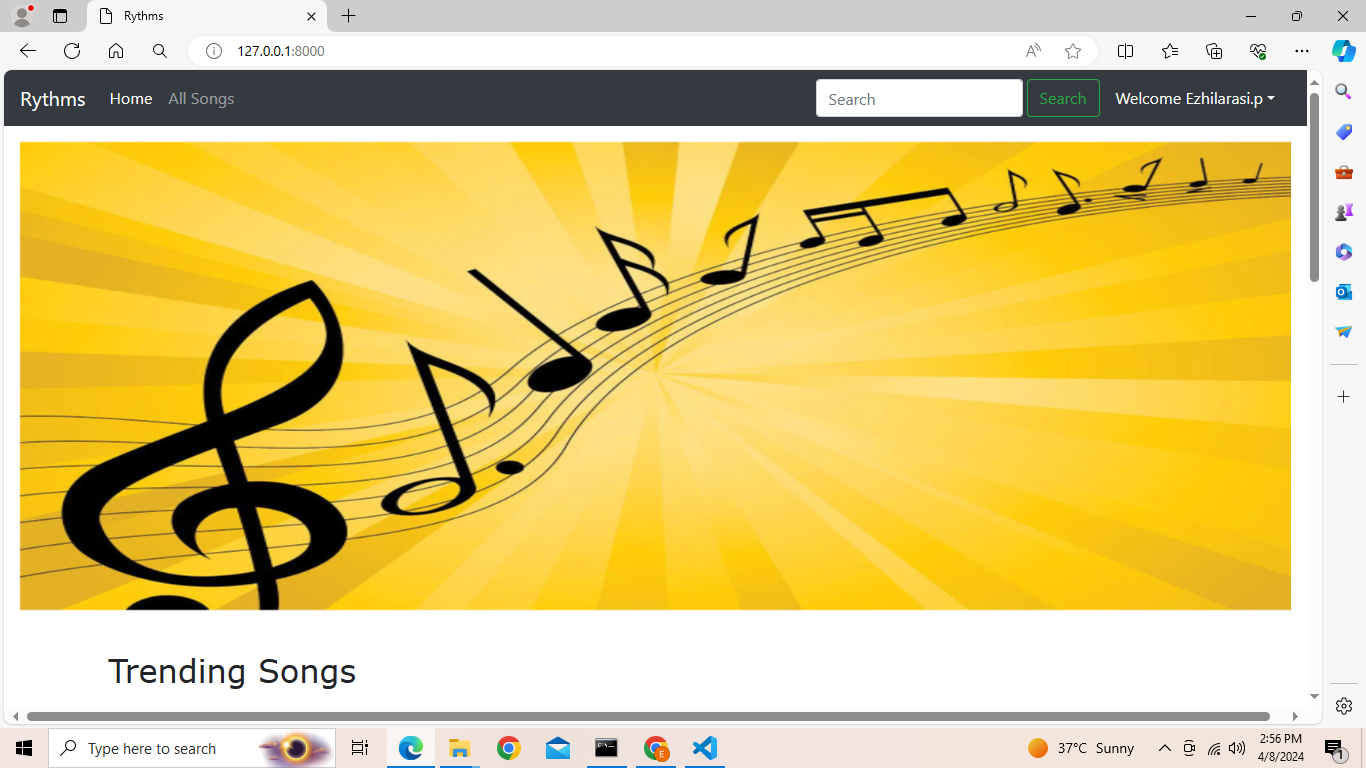 Rythms
127.0.0.1:8000
Rythms Home All Songs Search Search Welcome Ezhilarasi.p
Trending Songs
Type here to search
E
37°C Sunny
2:56 PM
4/8/2024
1